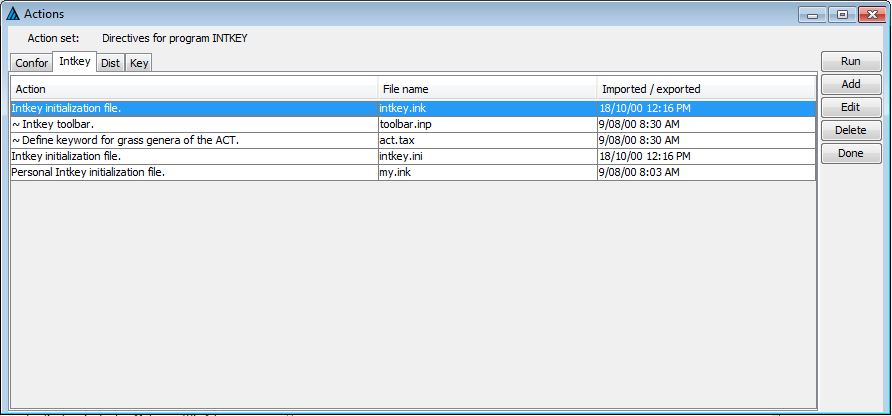 Actions
Action set: Directives for program INTKEY
Confor Intkey Dist Key
Action File name Imported / exported
Intkey initialization file. intkey.ink 18/10/00 12:16 PM
~ Intkey toolbar. toolbar.inp 9/08/00 8:30 AM
~ Define keyword for grass genera of the ACT. act.tax 9/08/00 8:30 AM
Intkey initialization file. intkey.ini 18/10/00 12:16 PM
Personal Intkey initialization file. my.ink 9/08/00 8:03 AM
Run
Add
Edit
Delete
Done